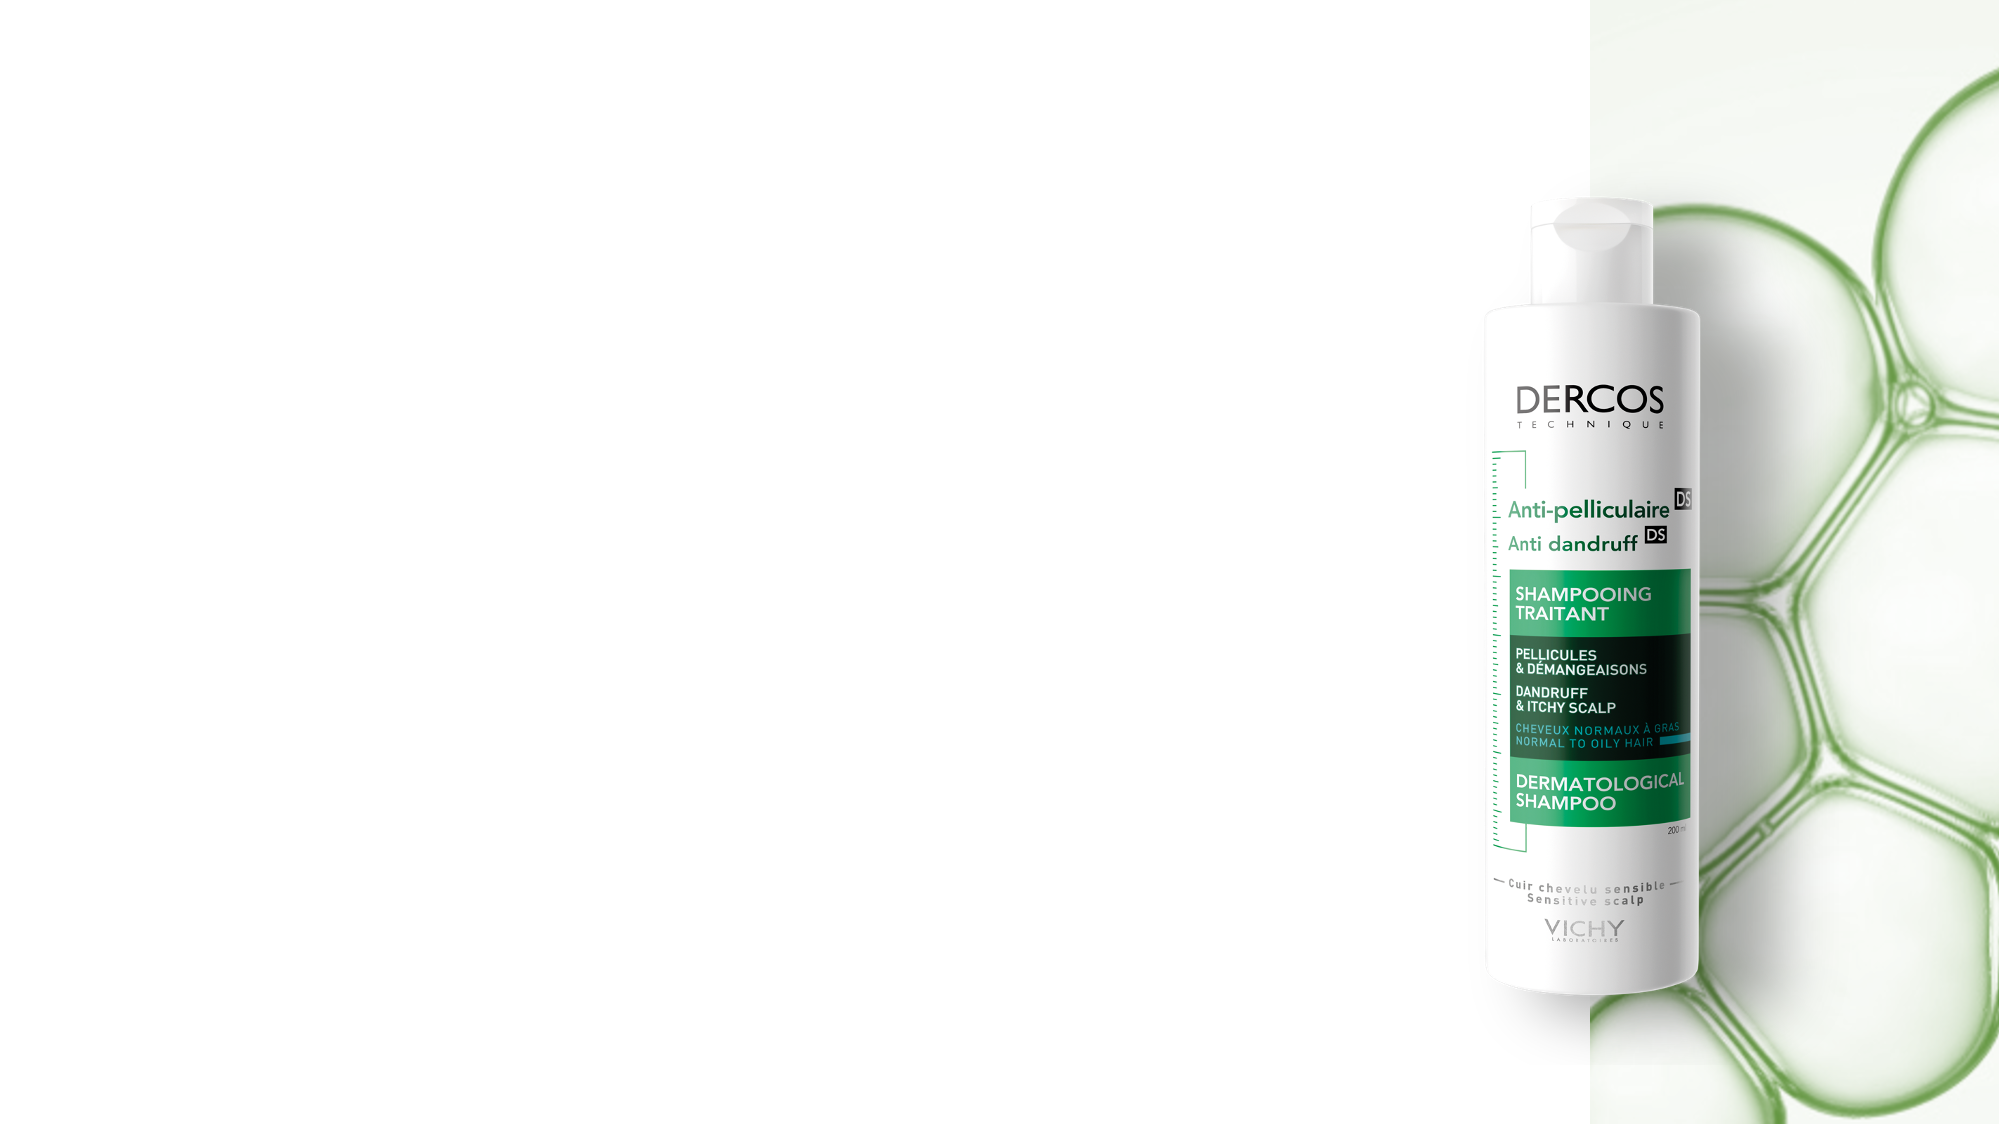 DERCOS
TECHNIQUE
Anti-pelliculaire DS
Anti dandruff DS
SHAMPOOING
TRAITANT
PELLICULES
& DÉMANGEAISONS
DANDRUFF
& ITCHY SCALP
CHEVEUX NORMAUX À GRAS
NORMAL TO OILY HAIR
DERMATOLOGICAL
SHAMPOO
200 ml
Cuir chevelu sensible
Sensitive scalp
VICHY
LABORATOIRES